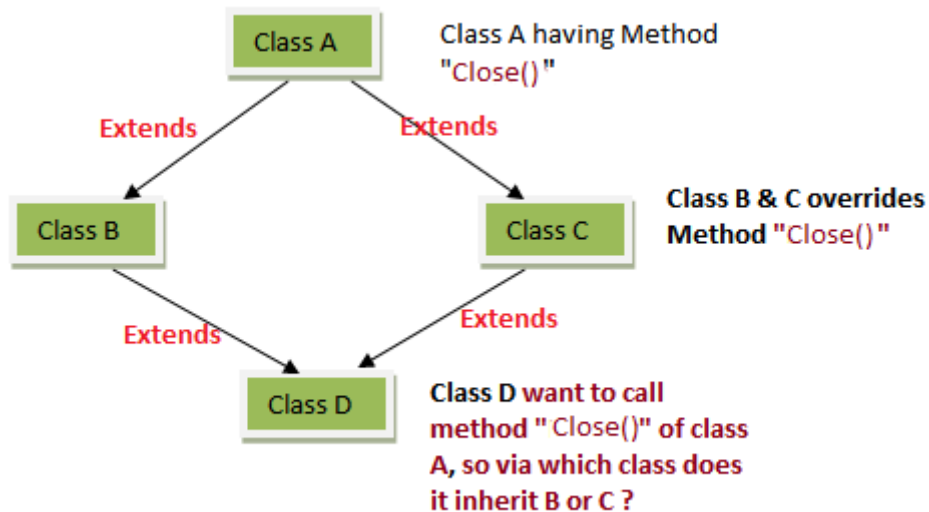 Class A
Class A having Method
"Close()"
Extends
Extends
Class B
Class C
Class B & C overrides
Method "Close()"
Extends
Extends
Class D
Class D want to call
method " Close()" of class
A, so via which class does
it inherit B or C ?